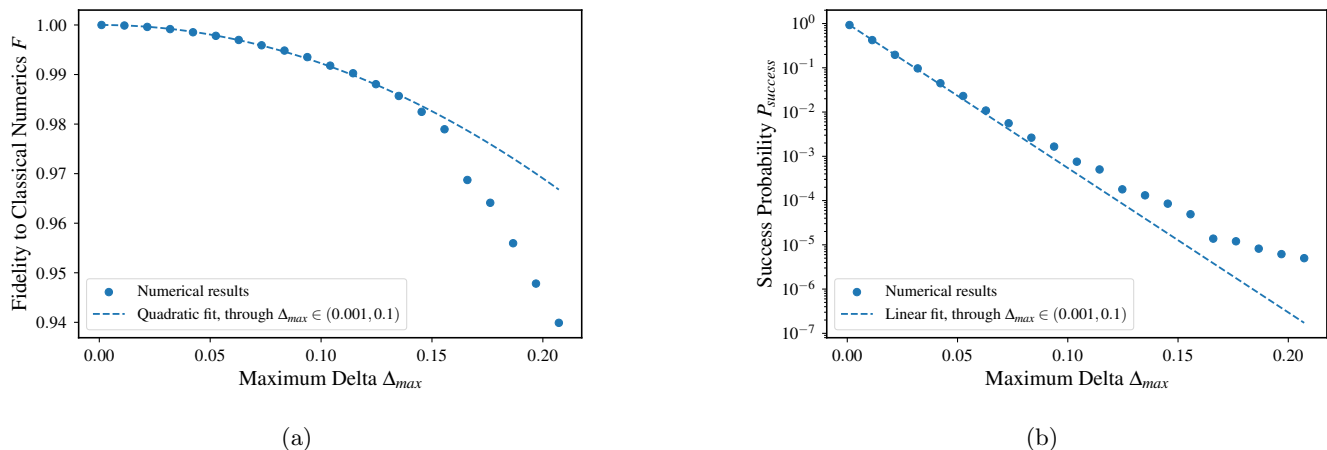 1.00
0.99
0.98
0.97
0.96
0.95
0.94
Fidelity to Classical Numerics F
Numerical results
Quadratic fit, through Δmax ∈ (0.001, 0.1)
0.00 0.05 0.10 0.15 0.20
Maximum Delta Δmax
(a)
10⁰
10⁻¹
10⁻²
10⁻³
10⁻⁴
10⁻⁵
10⁻⁶
10⁻⁷
Success Probability Psuccess
Numerical results
Linear fit, through Δmax ∈ (0.001, 0.1)
0.00 0.05 0.10 0.15 0.20
Maximum Delta Δmax
(b)